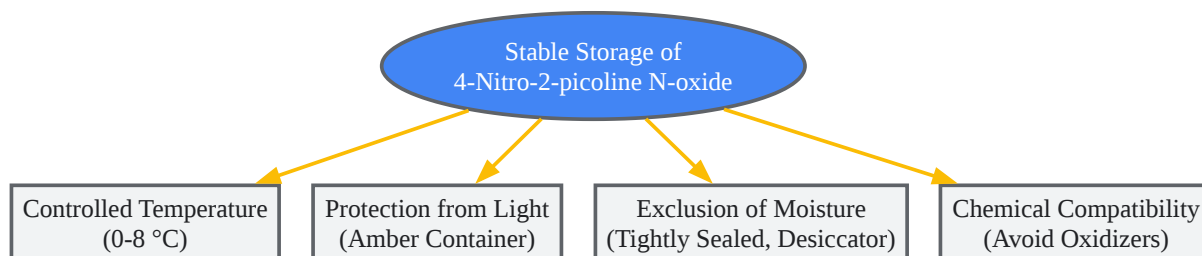 Stable Storage of
4-Nitro-2-picoline N-oxide
Controlled Temperature
(0-8 °C)
Protection from Light
(Amber Container)
Exclusion of Moisture
(Tightly Sealed, Desiccator)
Chemical Compatibility
(Avoid Oxidizers)